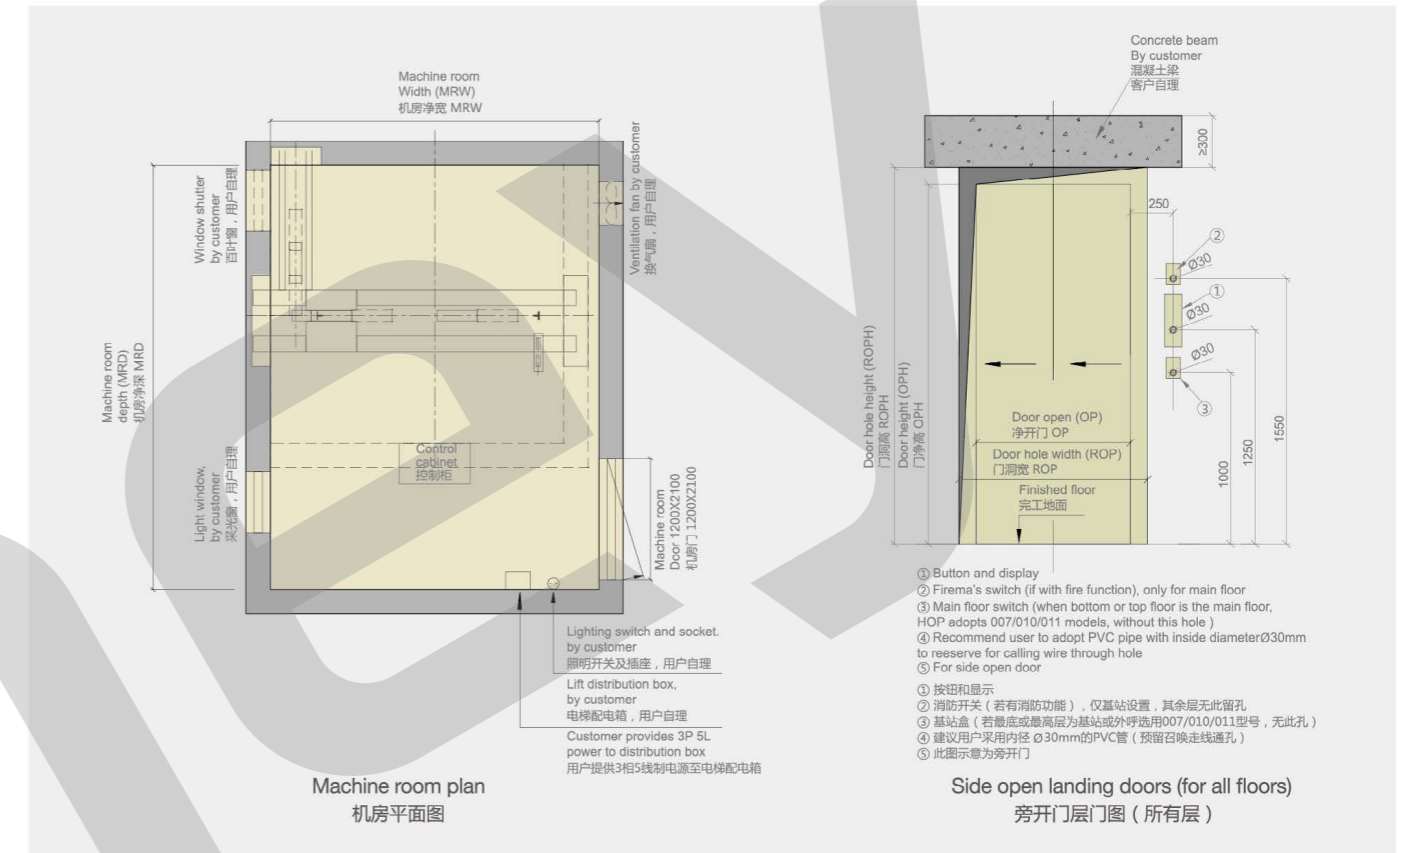 Machine room
Width (MRW)
机房净宽 MRW
Window shutter
by customer
百叶窗，用户自理
Ventilation fan by customer
换气扇，用户自理
Machine room
depth (MRD)
机房净深 MRD
Control
cabinet
控制柜
Light window,
by customer
采光窗，用户自理
Machine room
Door 1200X2100
机房门 1200X2100
Lighting switch and socket.
by customer
照明开关及插座，用户自理
Lift distribution box,
by customer
电梯配电箱，用户自理
Customer provides 3P 5L
power to distribution box
用户提供3相5线制电源至电梯配电箱
Machine room plan
机房平面图
Concrete beam
By customer
混凝土梁
客户自理
≥300
250
②
Ø30
①
Ø30
Ø30
③
Door hole height (ROPH)
门洞高 ROPH
Door height (OPH)
门净高 OPH
Door open (OP)
净开门 OP
Door hole width (ROP)
门洞宽 ROP
Finished floor
完工地面
1000
1250
1550
① Button and display
② Firema's switch (if with fire function), only for main floor
③ Main floor switch (when bottom or top floor is the main floor,
HOP adopts 007/010/011 models, without this hole )
④ Recommend user to adopt PVC pipe with inside diameterØ30mm
to reeserve for calling wire through hole
⑤ For side open door
① 按钮和显示
② 消防开关（若有消防功能），仅基站设置，其余层无此留孔
③ 基站盒（若最底或最高层为基站或外呼选用007/010/011型号，无此孔）
④ 建议用户采用内径 Ø30mm的PVC管（预留召唤走线通孔）
⑤ 此图示意为旁开门
Side open landing doors (for all floors)
旁开门层门图（所有层）